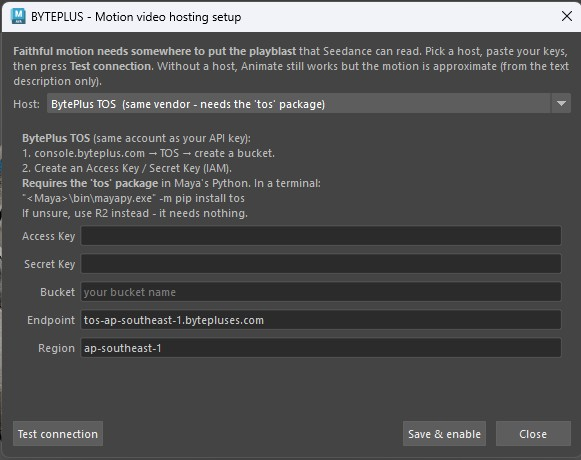 BYTEPLUS - Motion video hosting setup
Faithful motion needs somewhere to put the playblast that Seedance can read. Pick a host, paste your keys,
then press Test connection. Without a host, Animate still works but the motion is approximate (from the text
description only).
Host: BytePlus TOS (same vendor - needs the 'tos' package)
BytePlus TOS (same account as your API key):
1. console.byteplus.com → TOS → create a bucket.
2. Create an Access Key / Secret Key (IAM).
Requires the 'tos' package in Maya's Python. In a terminal:
"<Maya>\bin\mayapy.exe" -m pip install tos
If unsure, use R2 instead - it needs nothing.
Access Key
Secret Key
Bucket your bucket name
Endpoint tos-ap-southeast-1.bytepluses.com
Region ap-southeast-1
Test connection Save & enable Close